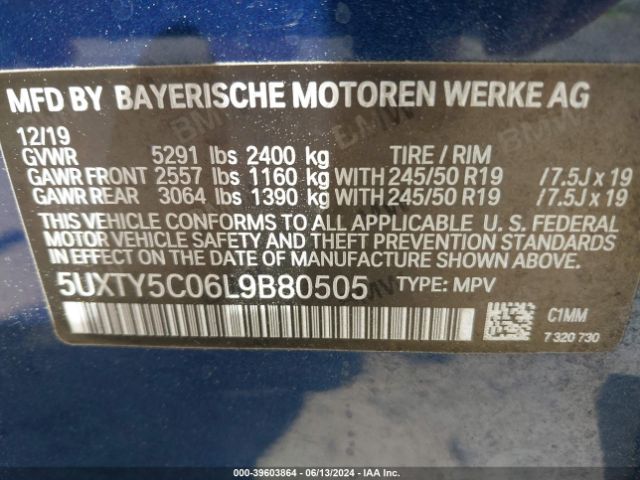 MFD BY BAYERISCHE MOTOREN WERKE AG
12/19
GVWR 5291 lbs 2400 kg TIRE / RIM
GAWR FRONT 2557 lbs 1160 kg WITH 245/50 R19 /7.5J x 19
GAWR REAR 3064 lbs 1390 kg WITH 245/50 R19 /7.5J x 19
THIS VEHICLE CONFORMS TO ALL APPLICABLE U. S. FEDERAL
MOTOR VEHICLE SAFETY AND THEFT PREVENTION STANDARDS
IN EFFECT ON THE DATE OF MANUFACTURE SHOWN ABOVE.
5UXTY5C06L9B80505 TYPE: MPV
C1MM
7 320 730
000-39603864 - 06/13/2024 - IAA Inc.